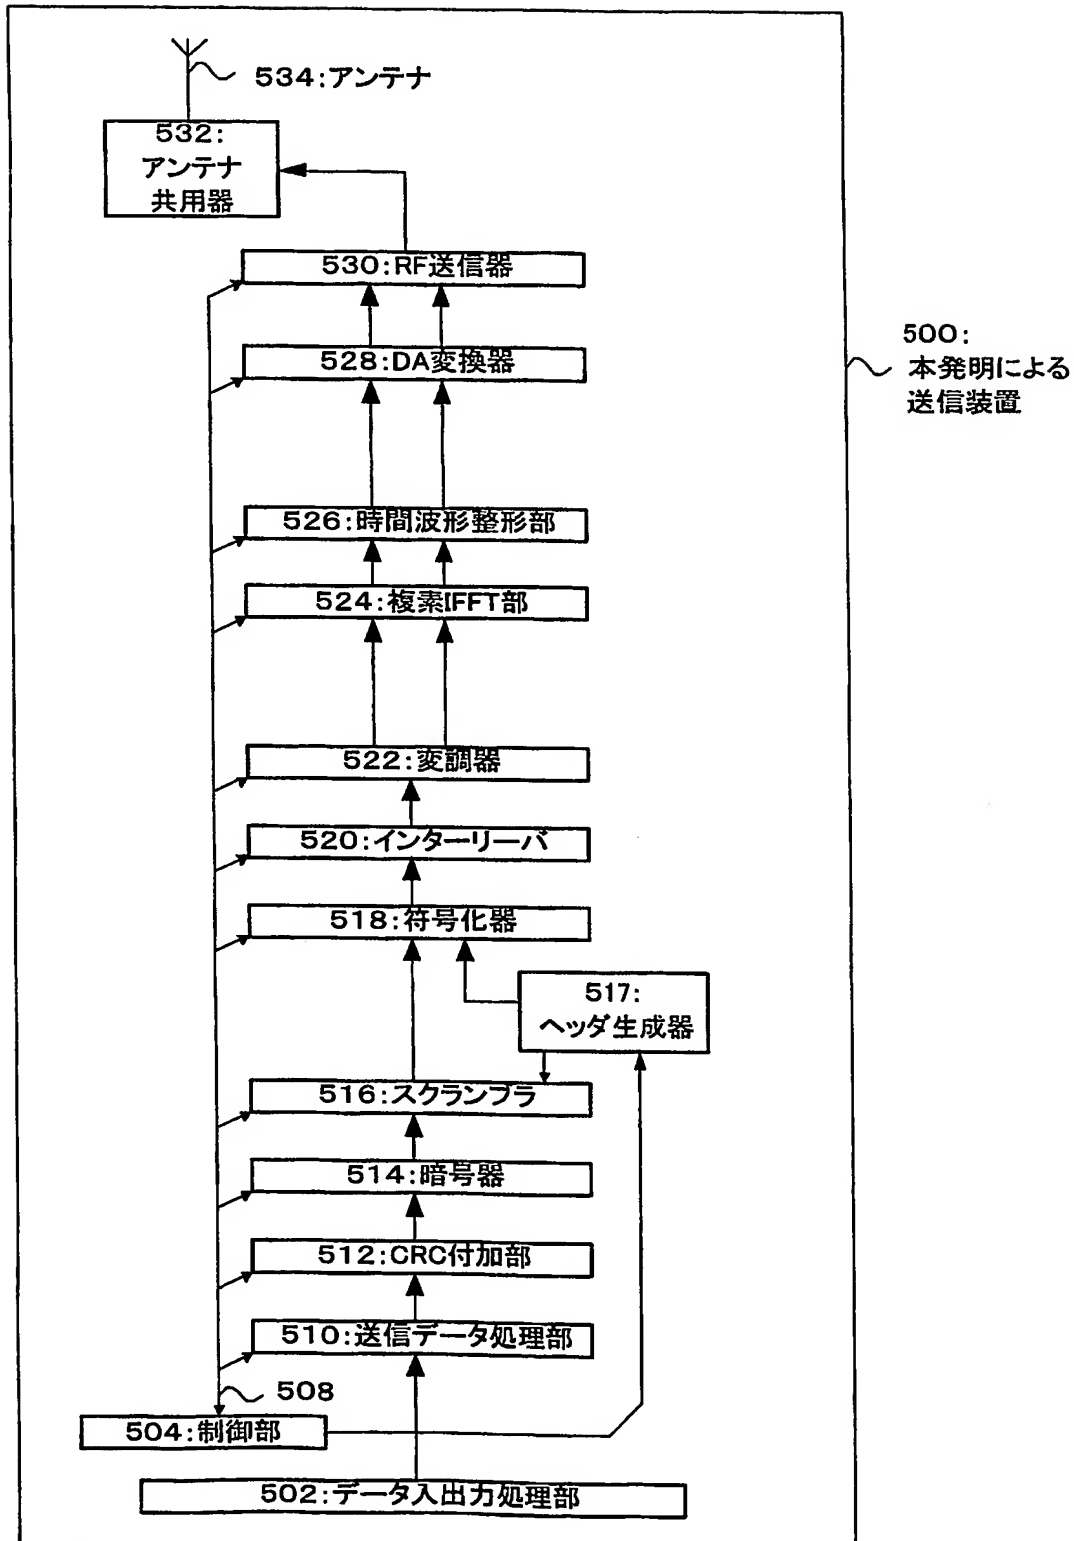 534:アンテナ
532:
アンテナ
共用器
530:RF送信器
528:DA変換器
500:
本発明による
送信装置
526:時間波形整形部
524:複素IFFT部
522:変調器
520:インターリーバ
518:符号化器
517:
ヘッダ生成器
516:スクランブラ
514:暗号器
512:CRC付加部
510:送信データ処理部
508
504:制御部
502:データ入出力処理部